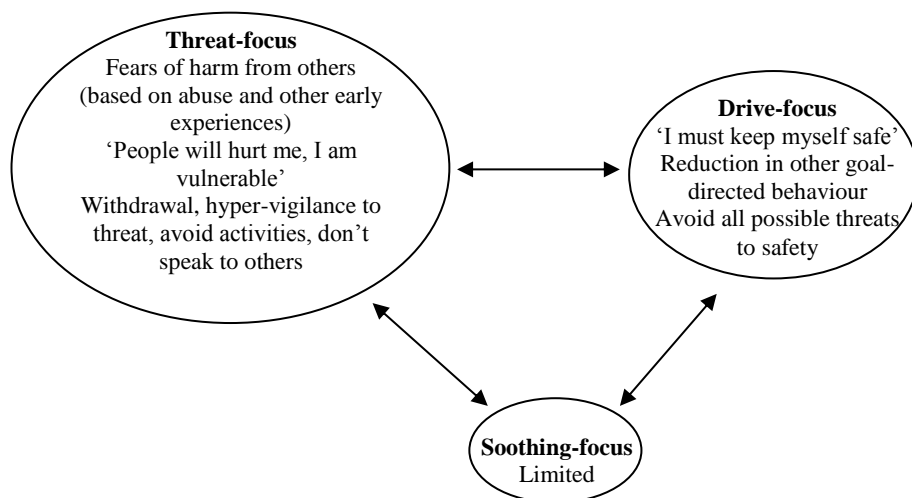 Threat-focus
Fears of harm from others
(based on abuse and other early
experiences)
‘People will hurt me, I am
vulnerable’
Withdrawal, hyper-vigilance to
threat, avoid activities, don’t
speak to others
Drive-focus
‘I must keep myself safe’
Reduction in other goal-
directed behaviour
Avoid all possible threats
to safety
Soothing-focus
Limited